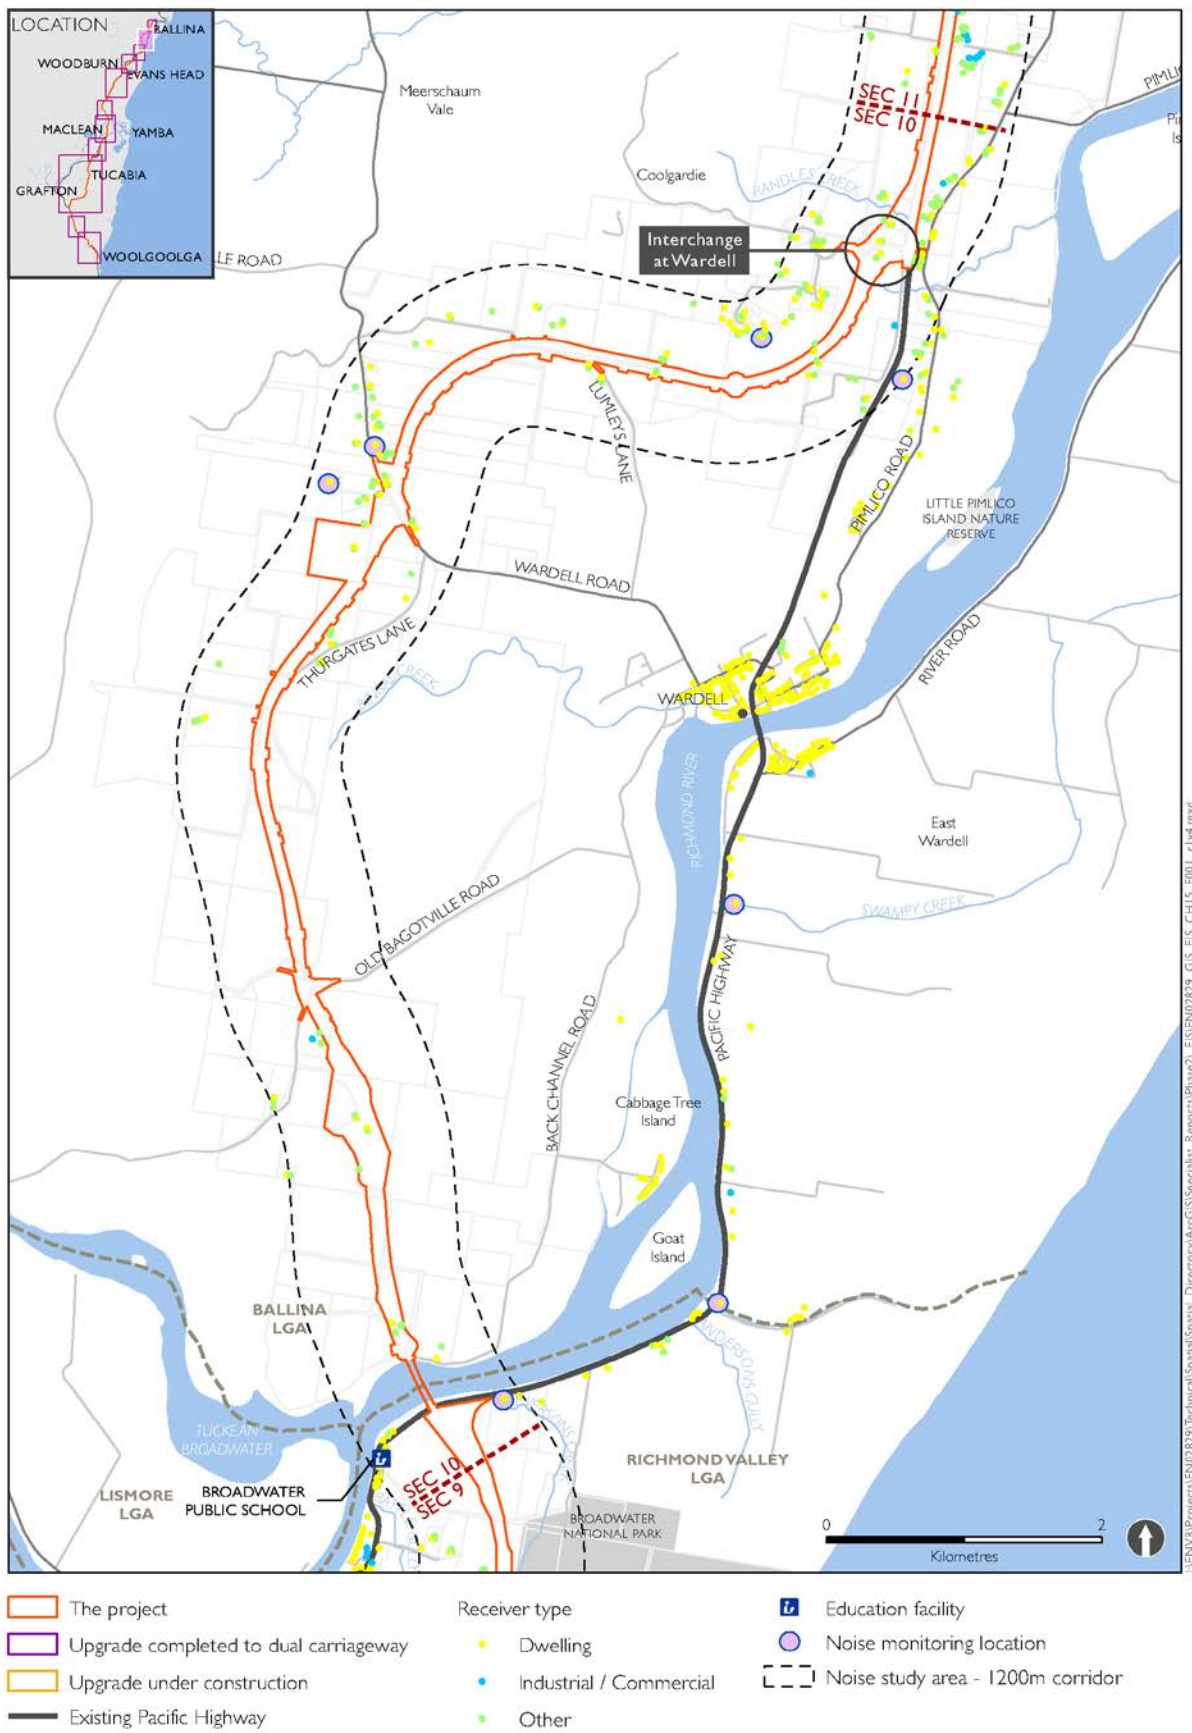 LOCATION
BALLINA
WOODBURN
EVANS HEAD
MACLEAN
YAMBA
TUCABIA
GRAFTON
WOOLGOOLGA
LE ROAD
Meerschaum
Vale
SEC 11
SEC 10
Coolgardie
RANDLES CREEK
Interchange
at Wardell
LUMLEYS LANE
PIMLICO ROAD
LITTLE PIMLICO
ISLAND NATURE
RESERVE
WARDELL ROAD
THURGATES LANE
CREEK
RIVER ROAD
WARDELL
RICHMOND RIVER
East
Wardell
OLD BAGOTVILLE ROAD
SWAMPY CREEK
PACIFIC HIGHWAY
BACK CHANNEL ROAD
Cabbage Tree
Island
Goat
Island
BALLINA
LGA
TUCKEAN
BROADWATER
ANDERSONS GULLY
RICHMOND VALLEY
LGA
SEC 10
SEC 9
BROADWATER
PUBLIC SCHOOL
LISMORE
LGA
BROADWATER
NATIONAL PARK
0 2
Kilometres
The project
Upgrade completed to dual carriageway
Upgrade under construction
Existing Pacific Highway
Receiver type
Dwelling
Industrial / Commercial
Other
Education facility
Noise monitoring location
Noise study area - 1200m corridor